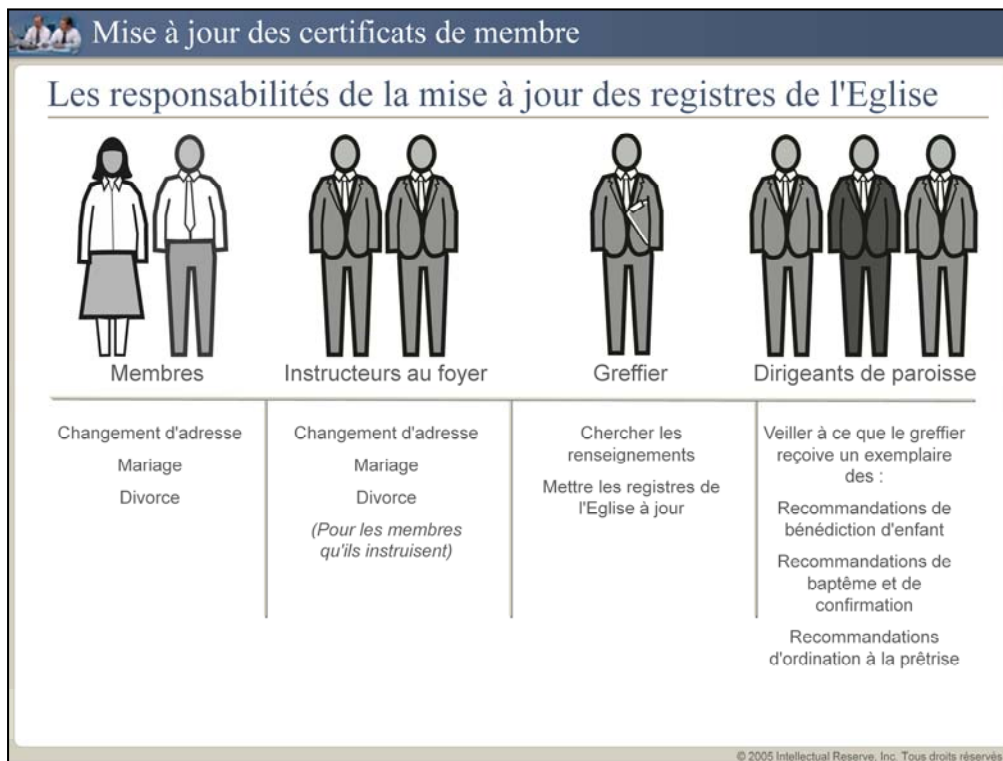 Mise à jour des certificats de membre
Les responsabilités de la mise à jour des registres de l'Eglise
Membres
Changement d'adresse
Mariage
Divorce
Instructeurs au foyer
Changement d'adresse
Mariage
Divorce
(Pour les membres
qu'ils instruisent)
Greffier
Chercher les
renseignements
Mettre les registres de
l'Eglise à jour
Dirigeants de paroisse
Veiller à ce que le greffier
reçoive un exemplaire
des :
Recommandations de
bénédiction d'enfant
Recommandations de
baptême et de
confirmation
Recommandations
d'ordination à la prêtrise
© 2005 Intellectual Reserve, Inc. Tous droits réservés